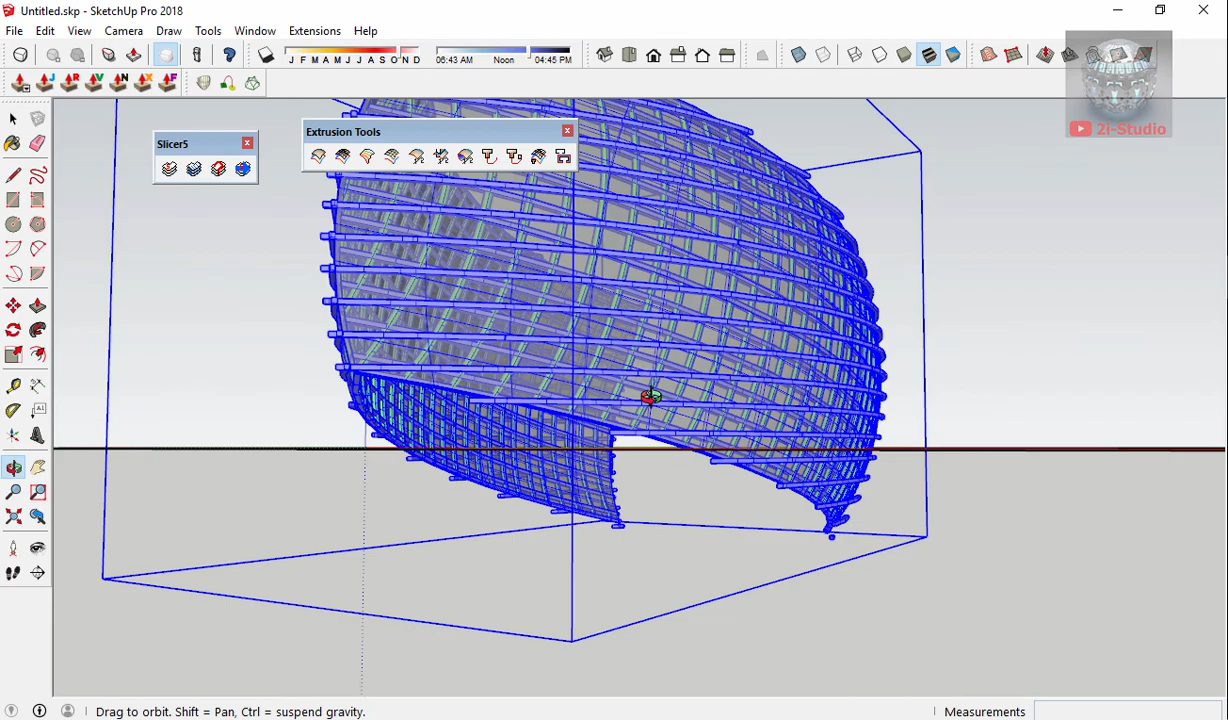 Untitled.skp - SketchUp Pro 2018
File Edit View Camera Draw Tools Window Extensions Help
J F M A M J J A S O N D 06:43 AM Noon 04:45 PM
J R V N X F
2i-Studio
Slicer5
Extrusion Tools
Drag to orbit. Shift = Pan, Ctrl = suspend gravity.
Measurements